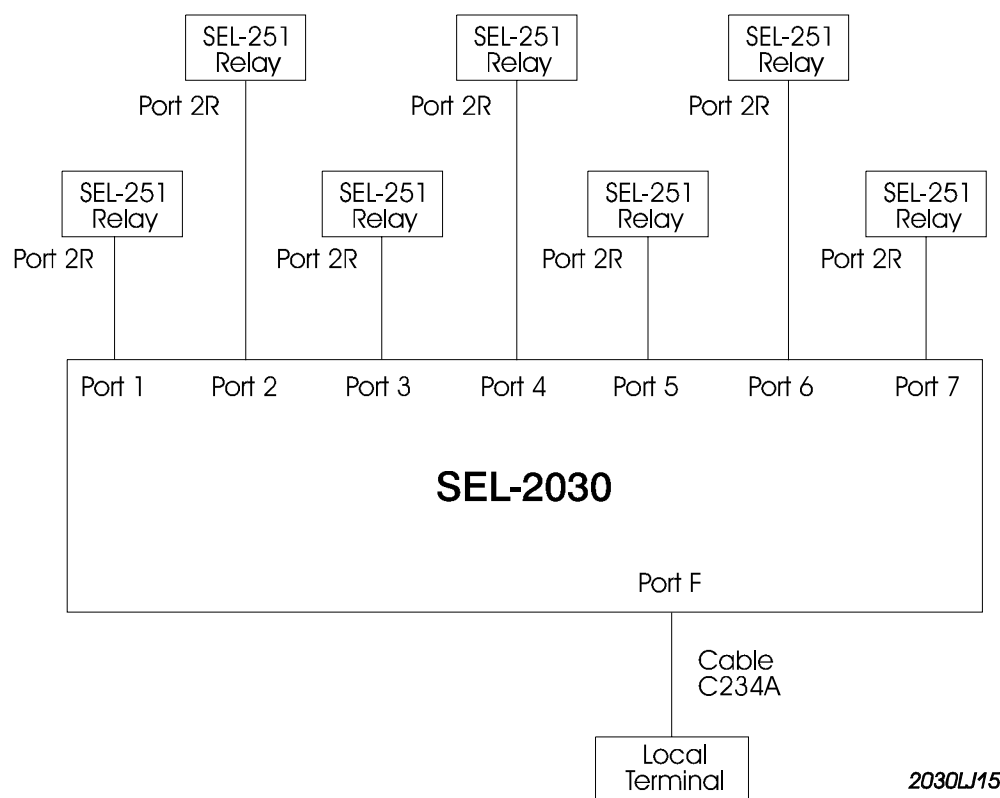 SEL-251
Relay
SEL-251
Relay
SEL-251
Relay
Port 2R
Port 2R
Port 2R
SEL-251
Relay
SEL-251
Relay
SEL-251
Relay
SEL-251
Relay
Port 2R
Port 2R
Port 2R
Port 2R
Port 1
Port 2
Port 3
Port 4
Port 5
Port 6
Port 7
SEL-2030
Port F
Cable
C234A
Local
Terminal
2030LJ15